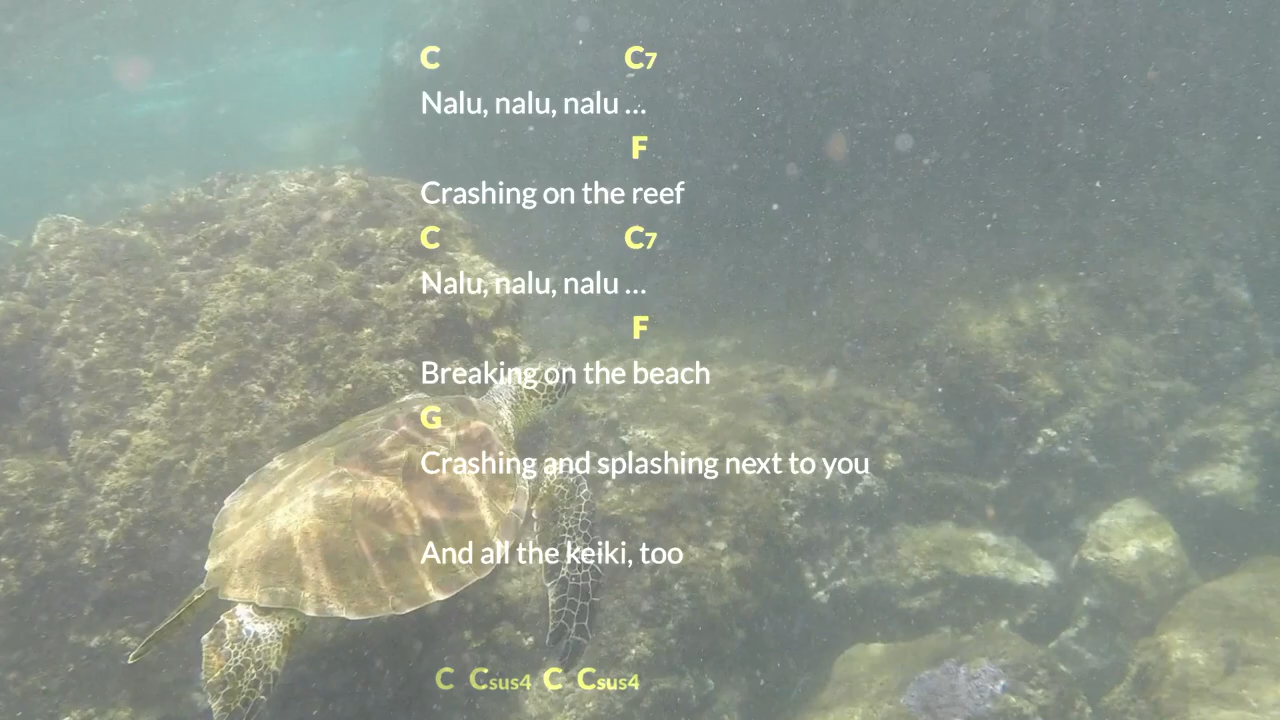 C C7
Nalu, nalu, nalu ...
F
Crashing on the reef
C C7
Nalu, nalu, nalu ...
F
Breaking on the beach
G
Crashing and splashing next to you
And all the keiki, too
C Csus4 C Csus4